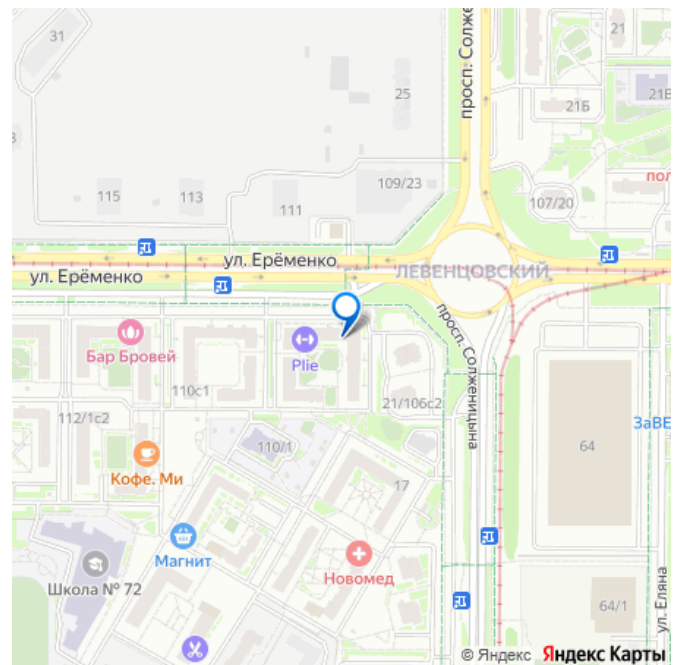 31
просп. Солже
21
25
21Б
21В
115
113
109/23
111
107/20
пол
ул. Ерёменко
ул. Ерёменко
ЛЕВЕНЦОВСКИЙ
просп. Солженицына
Бар Бровей
Plie
110с1
21/106с2
112/1с2
ЗаВЕ
110/1
64
Кофе. Ми
17
Магнит
Новомед
Школа № 72
64/1
ул. Еляна
© Яндекс Яндекс Карты